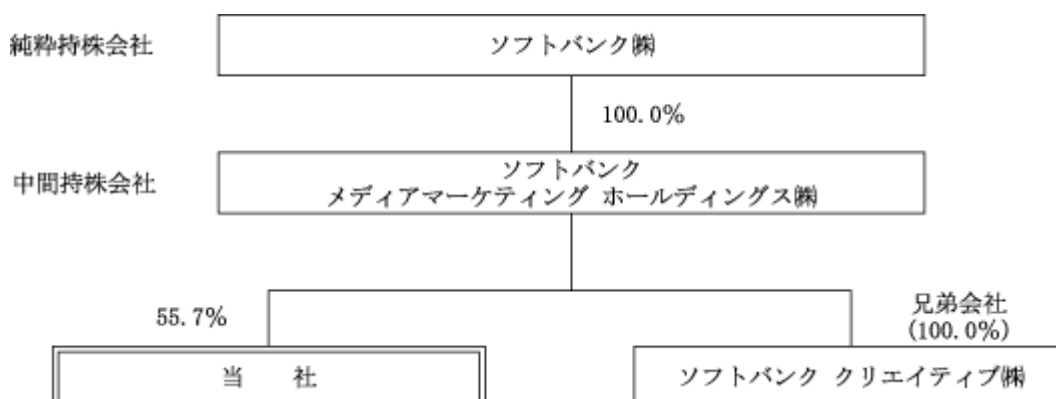 純粋持株会社
ソフトバンク㈱
100.0%
中間持株会社
ソフトバンク
メディアマーケティング ホールディングス㈱
55.7%
兄弟会社
(100.0%)
当 社
ソフトバンク クリエイティブ㈱